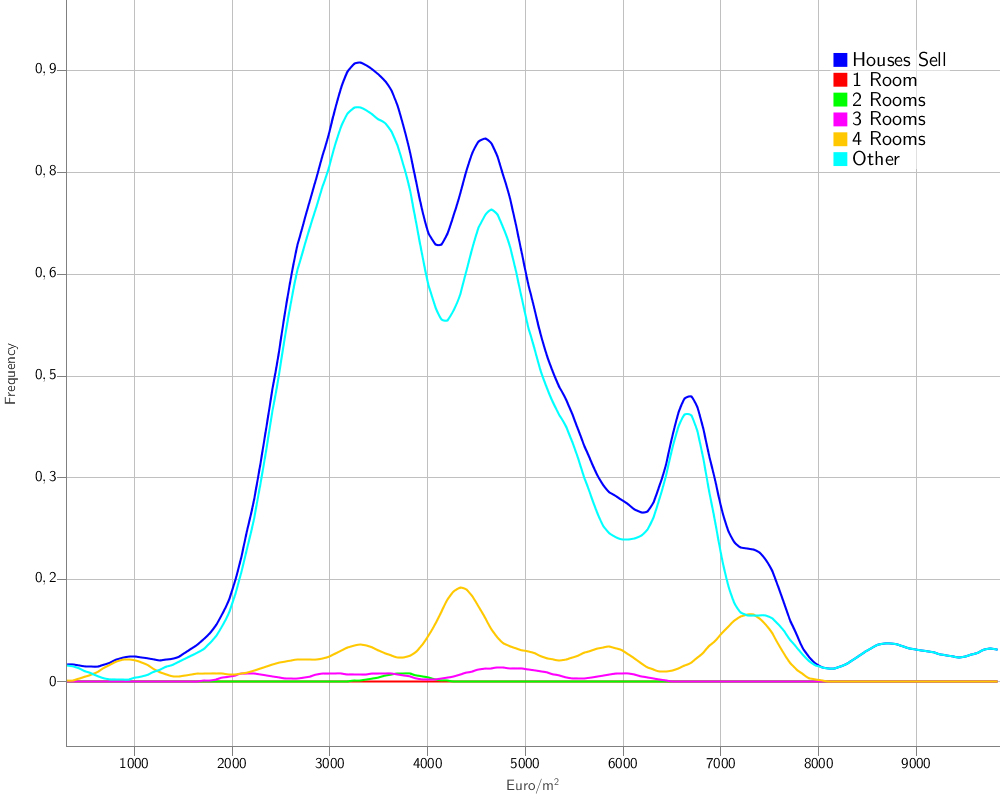 Houses Sell
1 Room
2 Rooms
3 Rooms
4 Rooms
Other
Frequency
0,9
0,8
0,6
0,5
0,3
0,2
0
1000 2000 3000 4000 5000 6000 7000 8000 9000
Euro/m²